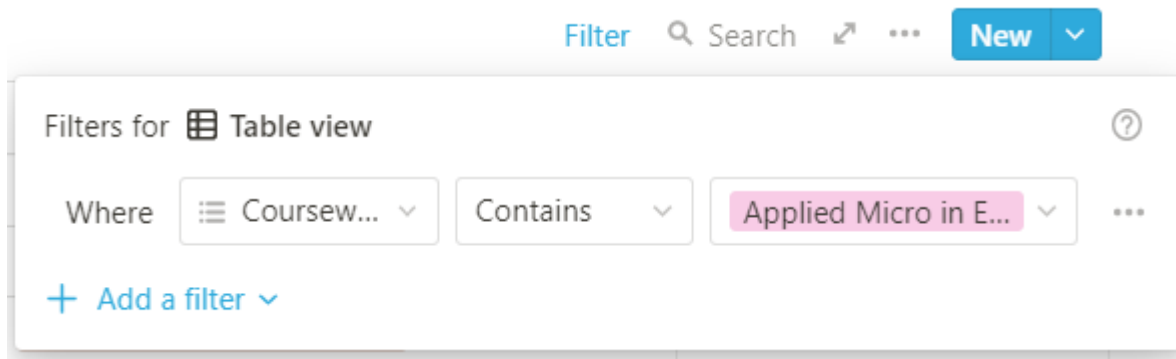 Filter Search ••• New
Filters for Table view ?
Where Coursew... Contains Applied Micro in E... •••
+ Add a filter